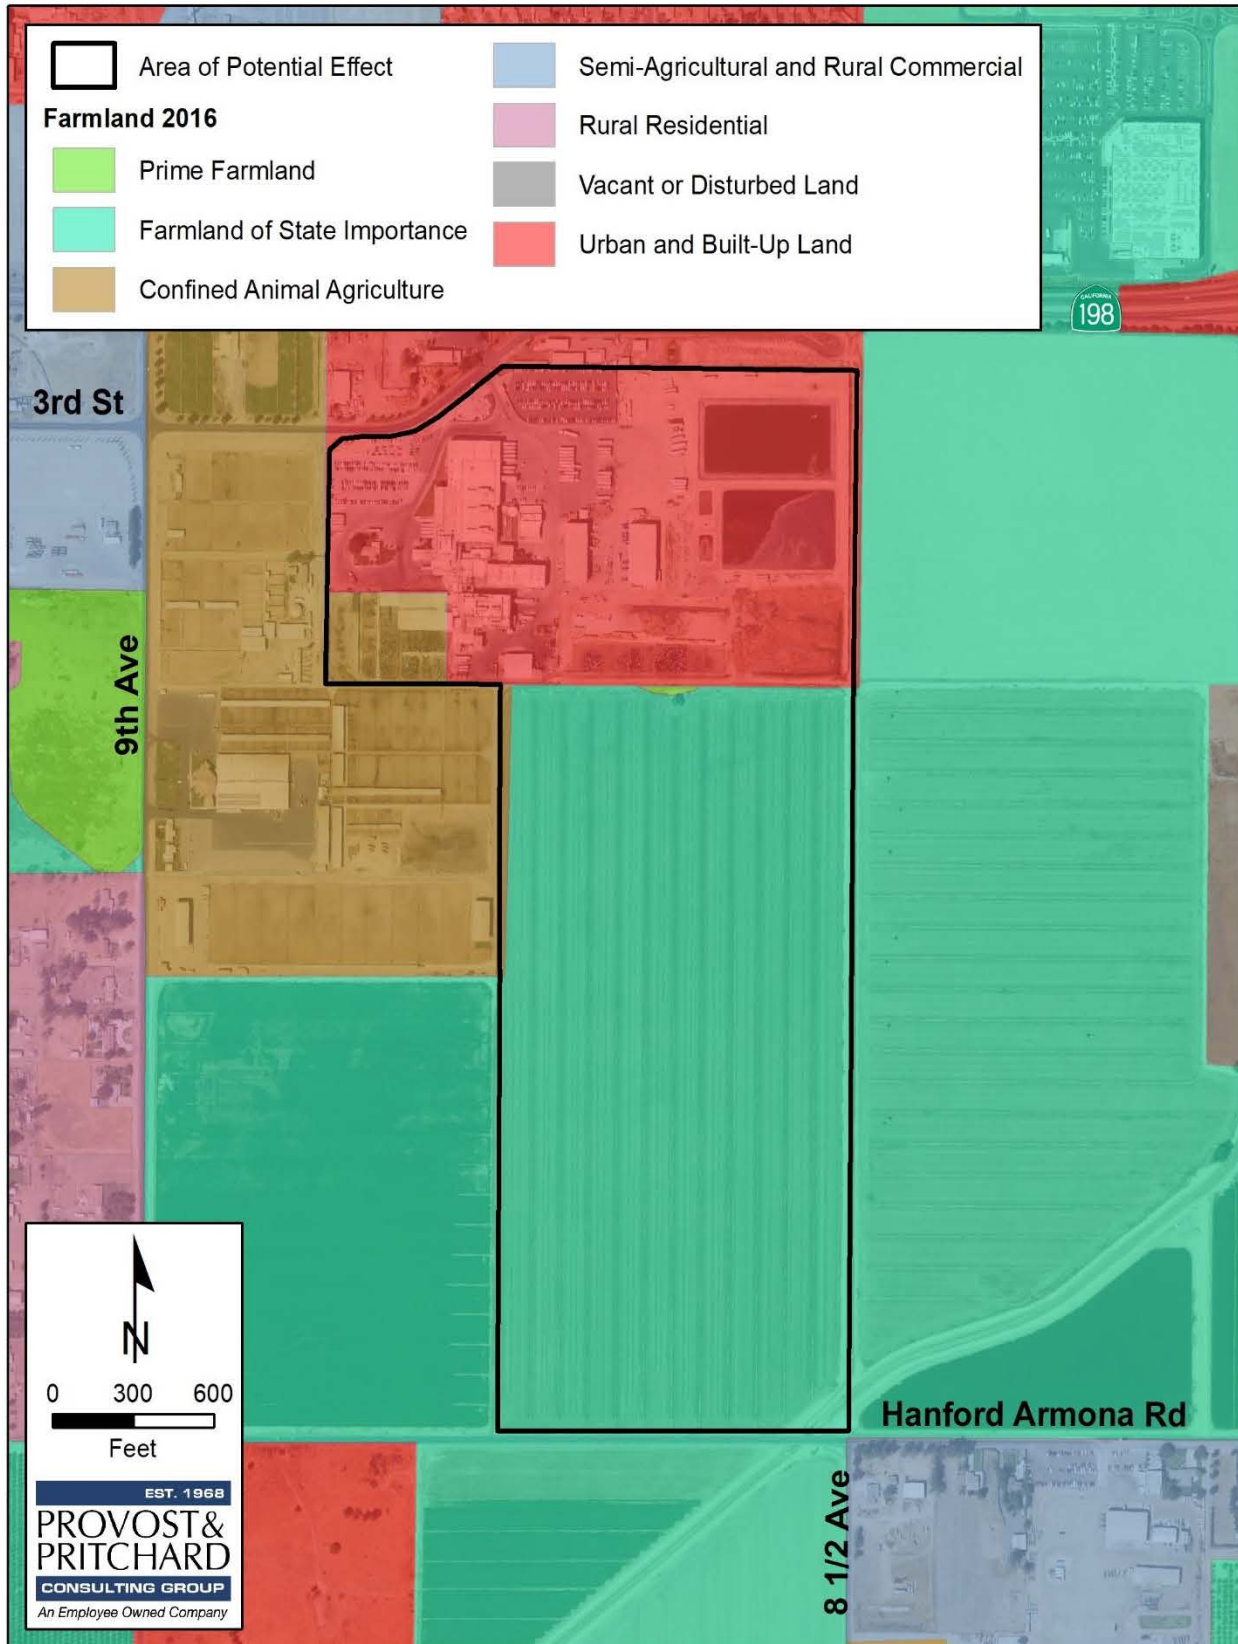 Area of Potential Effect
Farmland 2016
Prime Farmland
Farmland of State Importance
Confined Animal Agriculture
Semi-Agricultural and Rural Commercial
Rural Residential
Vacant or Disturbed Land
Urban and Built-Up Land
CALIFORNIA
198
3rd St
9th Ave
Hanford Armona Rd
8 1/2 Ave
N
0 300 600
Feet
EST. 1968
PROVOST &
PRITCHARD
CONSULTING GROUP
An Employee Owned Company